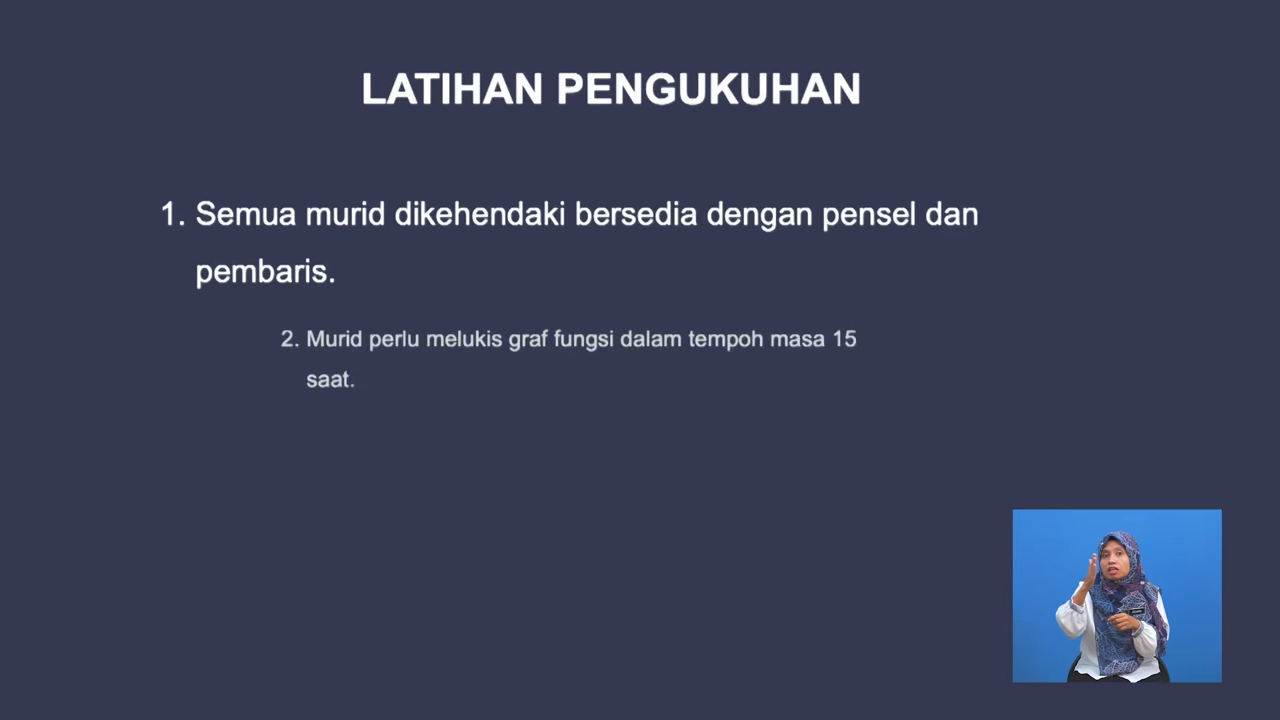 LATIHAN PENGUKUHAN
1. Semua murid dikehendaki bersedia dengan pensel dan
pembaris.
2. Murid perlu melukis graf fungsi dalam tempoh masa 15
saat.